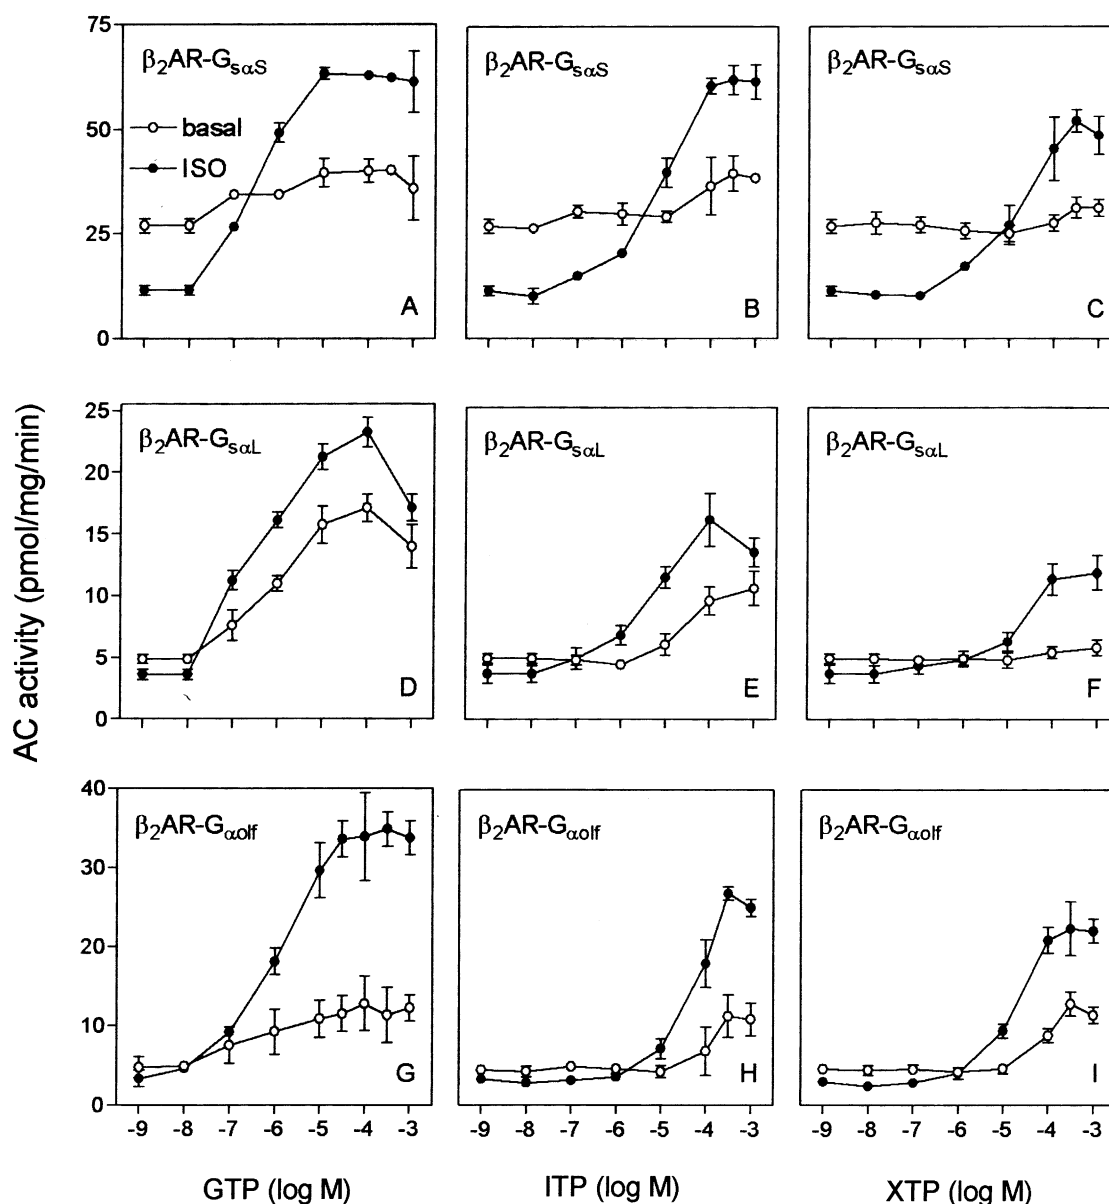 75
50
25
0
β₂AR-GsαS
basal
ISO
A
β₂AR-GsαS
B
β₂AR-GsαS
C
AC activity (pmol/mg/min)
25
20
15
10
5
0
β₂AR-GsαL
D
β₂AR-GsαL
E
β₂AR-GsαL
F
40
30
20
10
0
β₂AR-Gαolf
G
β₂AR-Gαolf
H
β₂AR-Gαolf
I
-9 -8 -7 -6 -5 -4 -3
-9 -8 -7 -6 -5 -4 -3
-9 -8 -7 -6 -5 -4 -3
GTP (log M)
ITP (log M)
XTP (log M)